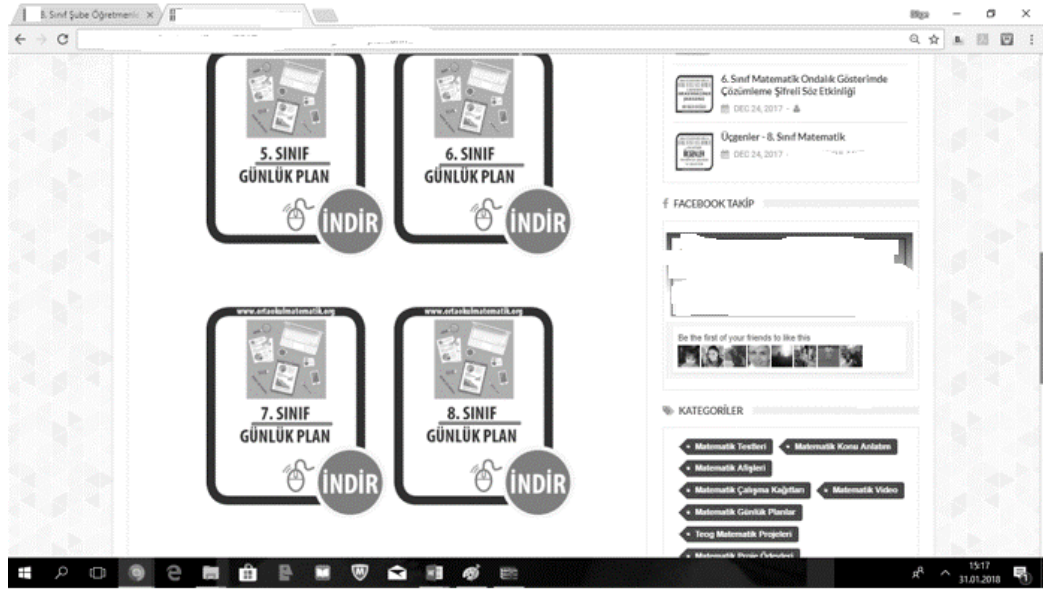 8. Sınıf Şube Öğretmenle
Bilge
5. SINIF
GÜNLÜK PLAN
İNDİR
6. SINIF
GÜNLÜK PLAN
İNDİR
www.ortaokulmatematik.org
7. SINIF
GÜNLÜK PLAN
İNDİR
www.ortaokulmatematik.org
8. SINIF
GÜNLÜK PLAN
İNDİR
6. Sınıf Matematik Ondalık Gösterimde
Çözümleme Şifreli Söz Etkinliği
DEC 24, 2017 -
Üçgenler - 8. Sınıf Matematik
DEC 24, 2017 -
FACEBOOK TAKİP
Be the first of your friends to like this
KATEGORİLER
Matematik Testleri
Matematik Konu Anlatım
Matematik Afişleri
Matematik Çalışma Kağıtları
Matematik Video
Matematik Günlük Planlar
Teog Matematik Projeleri
Matematik Proje Ödevleri
15:17
31.01.2018